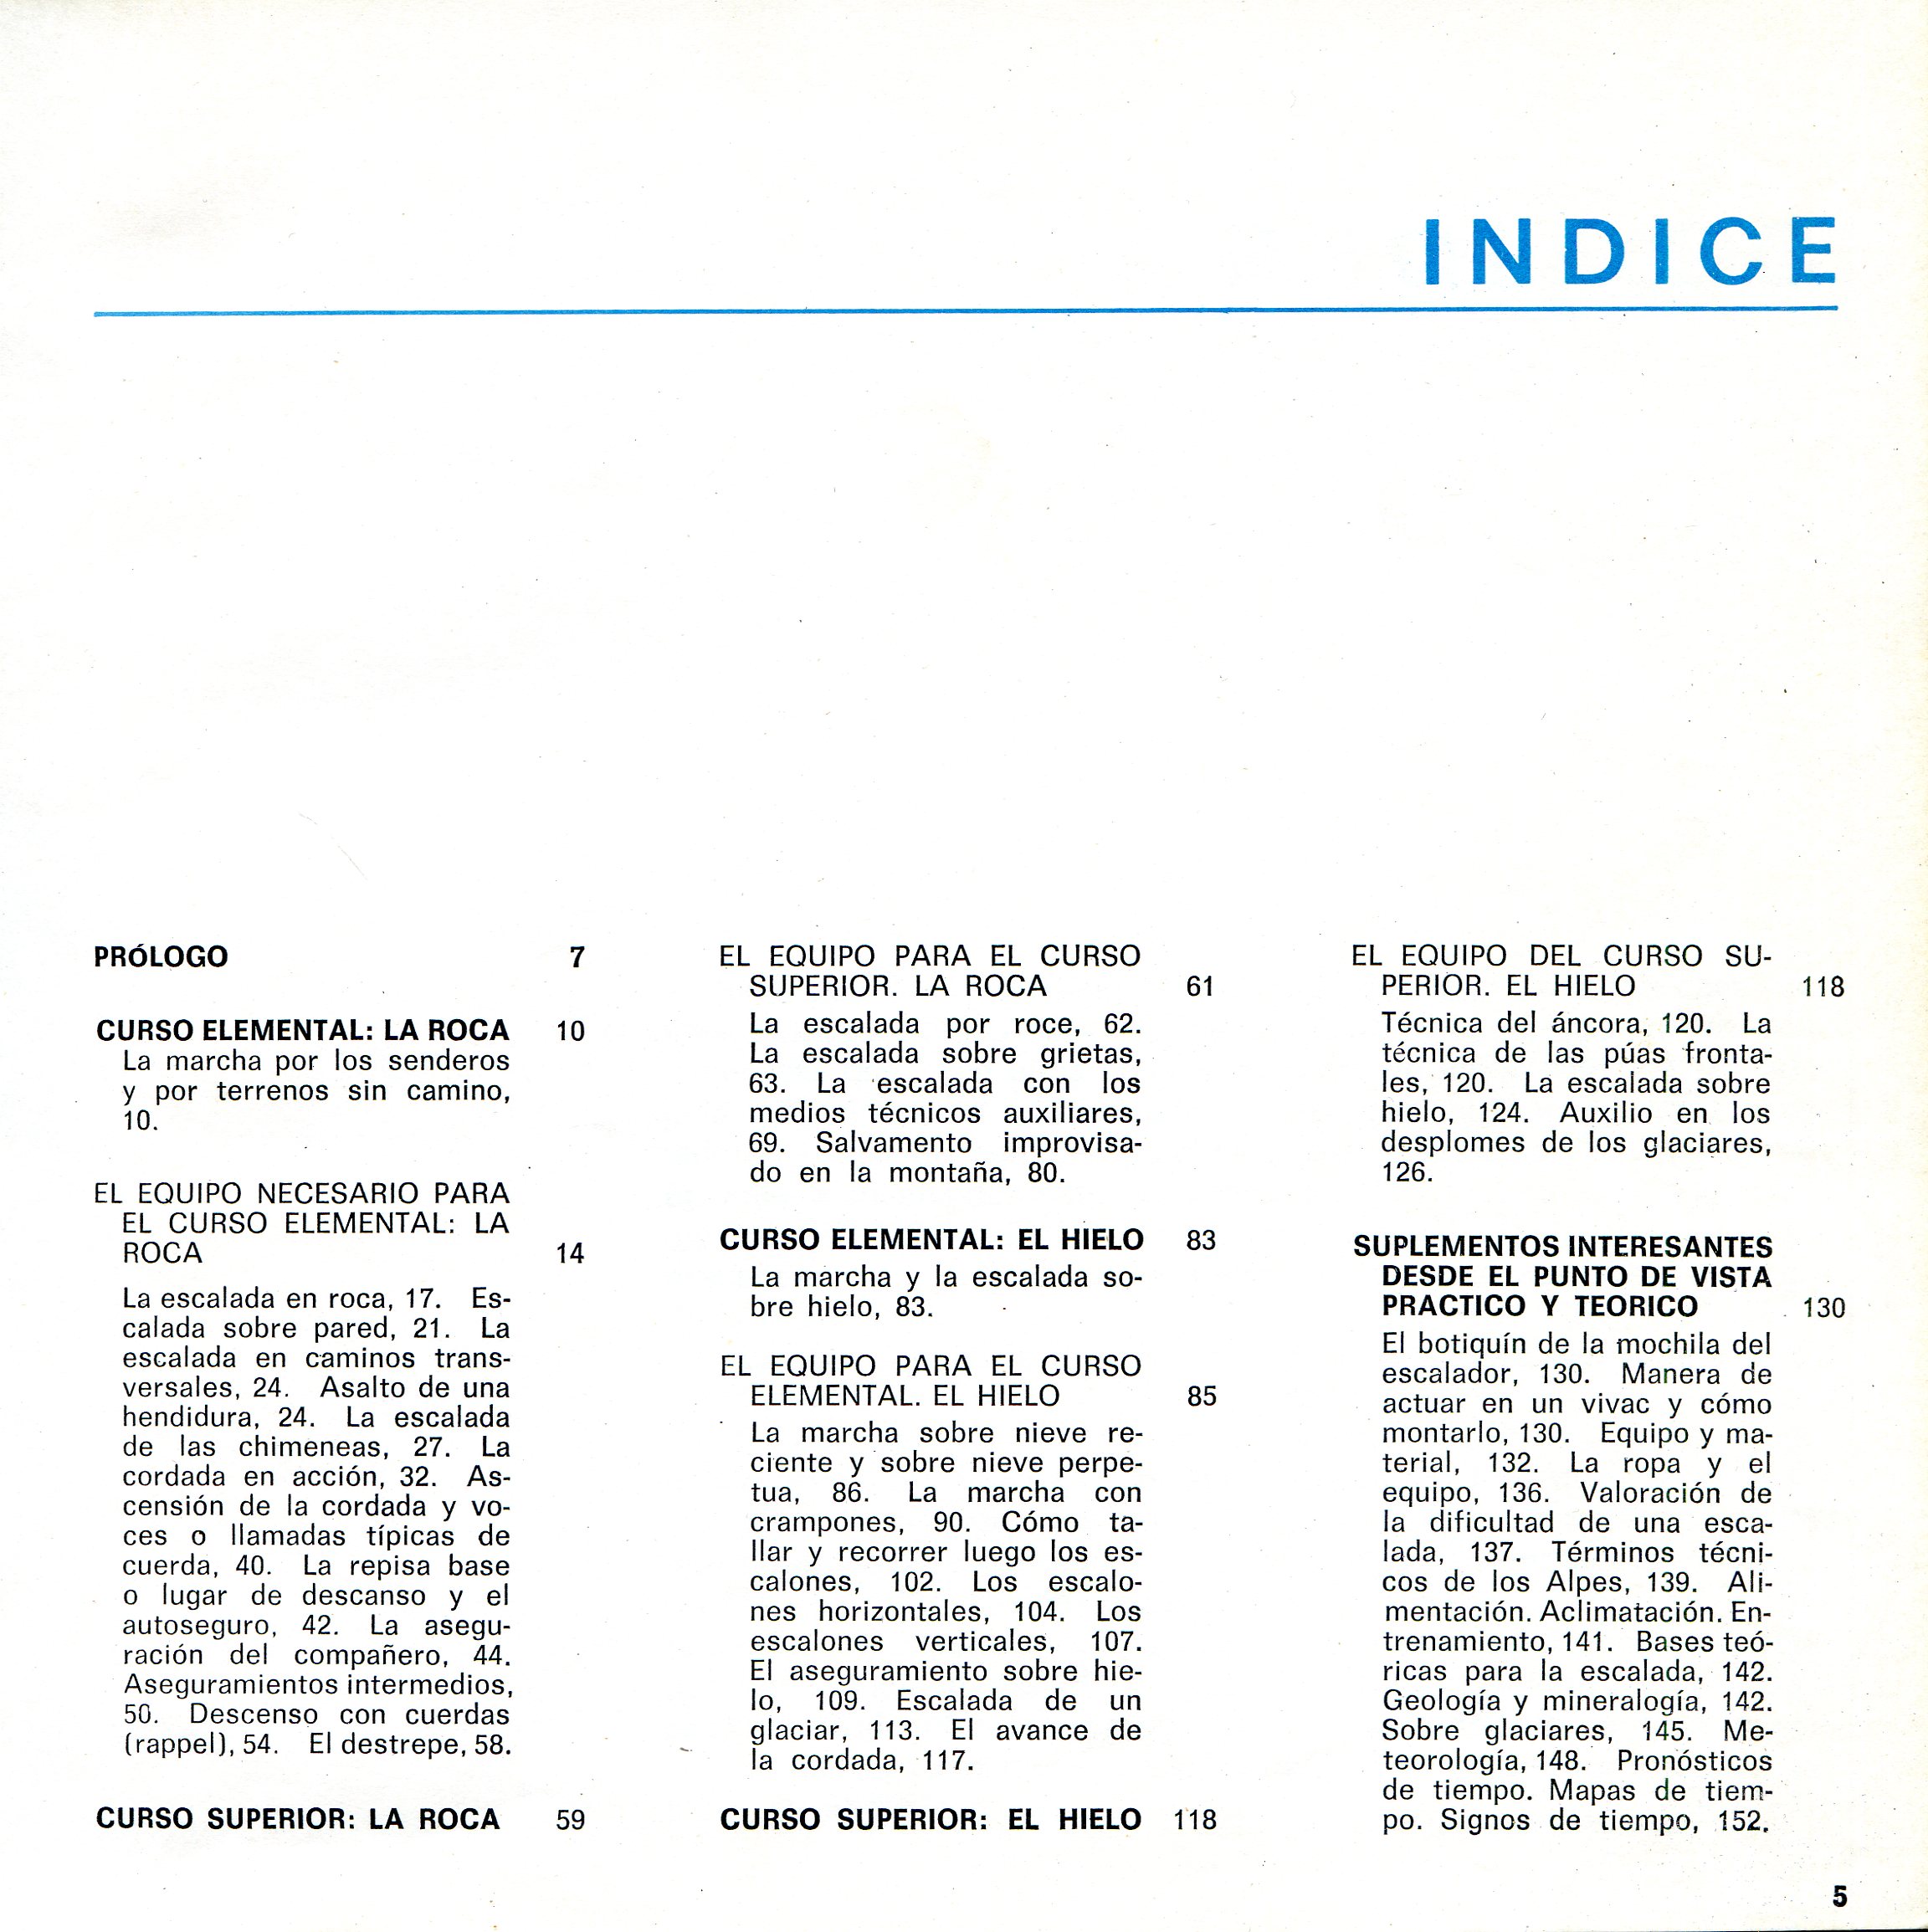 INDICE
PRÓLOGO 7
CURSO ELEMENTAL: LA ROCA 10
La marcha por los senderos
y por terrenos sin camino,
10.
EL EQUIPO NECESARIO PARA
EL CURSO ELEMENTAL: LA
ROCA 14
La escalada en roca, 17. Es-
calada sobre pared, 21. La
escalada en caminos trans-
versales, 24. Asalto de una
hendidura, 24. La escalada
de las chimeneas, 27. La
cordada en acción, 32. As-
censión de la cordada y vo-
ces o llamadas típicas de
cuerda, 40. La repisa base
o lugar de descanso y el
autoseguro, 42. La asegu-
ración del compañero, 44.
Aseguramientos intermedios,
50. Descenso con cuerdas
(rappel), 54. El destrepe, 58.
CURSO SUPERIOR: LA ROCA 59
EL EQUIPO PARA EL CURSO
SUPERIOR. LA ROCA 61
La escalada por roce, 62.
La escalada sobre grietas,
63. La escalada con los
medios técnicos auxiliares,
69. Salvamento improvisa-
do en la montaña, 80.
CURSO ELEMENTAL: EL HIELO 83
La marcha y la escalada so-
bre hielo, 83.
EL EQUIPO PARA EL CURSO
ELEMENTAL. EL HIELO 85
La marcha sobre nieve re-
ciente y sobre nieve perpe-
tua, 86. La marcha con
crampones, 90. Cómo ta-
llar y recorrer luego los es-
calones, 102. Los escalo-
nes horizontales, 104. Los
escalones verticales, 107.
El aseguramiento sobre hie-
lo, 109. Escalada de un
glaciar, 113. El avance de
la cordada, 117.
CURSO SUPERIOR: EL HIELO 118
EL EQUIPO DEL CURSO SU-
PERIOR. EL HIELO 118
Técnica del áncora, 120. La
técnica de las púas fronta-
les, 120. La escalada sobre
hielo, 124. Auxilio en los
desplomes de los glaciares,
126.
SUPLEMENTOS INTERESANTES
DESDE EL PUNTO DE VISTA
PRACTICO Y TEORICO 130
El botiquín de la mochila del
escalador, 130. Manera de
actuar en un vivac y cómo
montarlo, 130. Equipo y ma-
terial, 132. La ropa y el
equipo, 136. Valoración de
la dificultad de una esca-
lada, 137. Términos técni-
cos de los Alpes, 139. Ali-
mentación. Aclimatación. En-
trenamiento, 141. Bases teó-
ricas para la escalada, 142.
Geología y mineralogía, 142.
Sobre glaciares, 145. Me-
teorología, 148. Pronósticos
de tiempo. Mapas de tiem-
po. Signos de tiempo, 152.
5